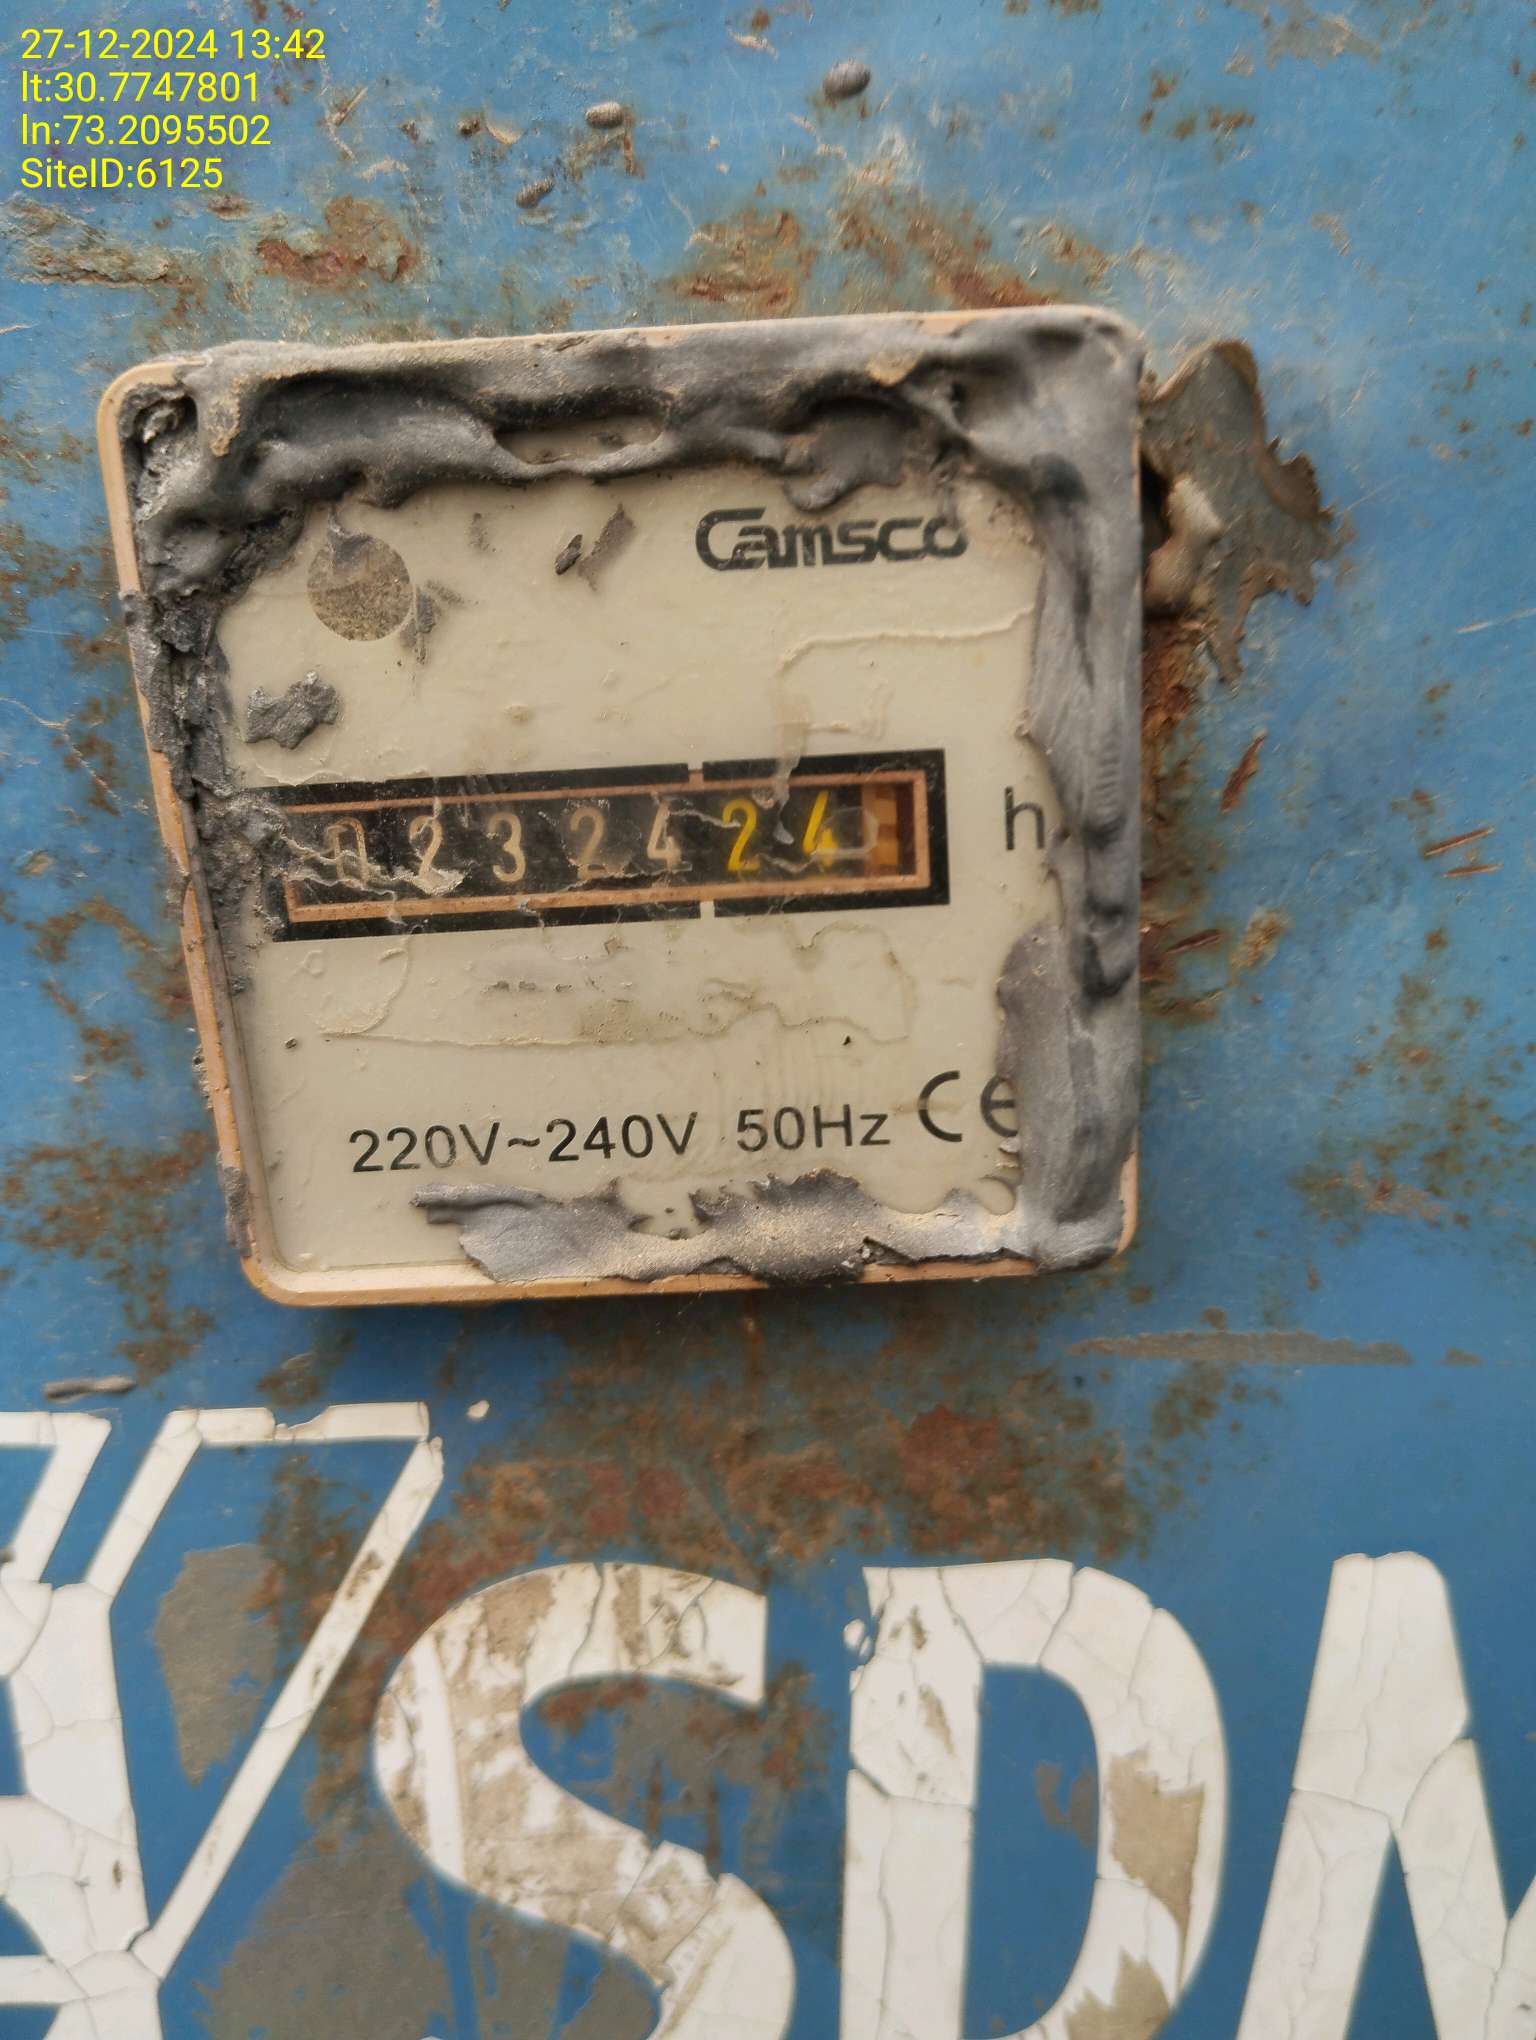 27-12-2024 13:42
lt:30.7747801
ln:73.2095502
SiteID:6125
Camsco
0232424
h
220V~240V 50Hz CE
SDM